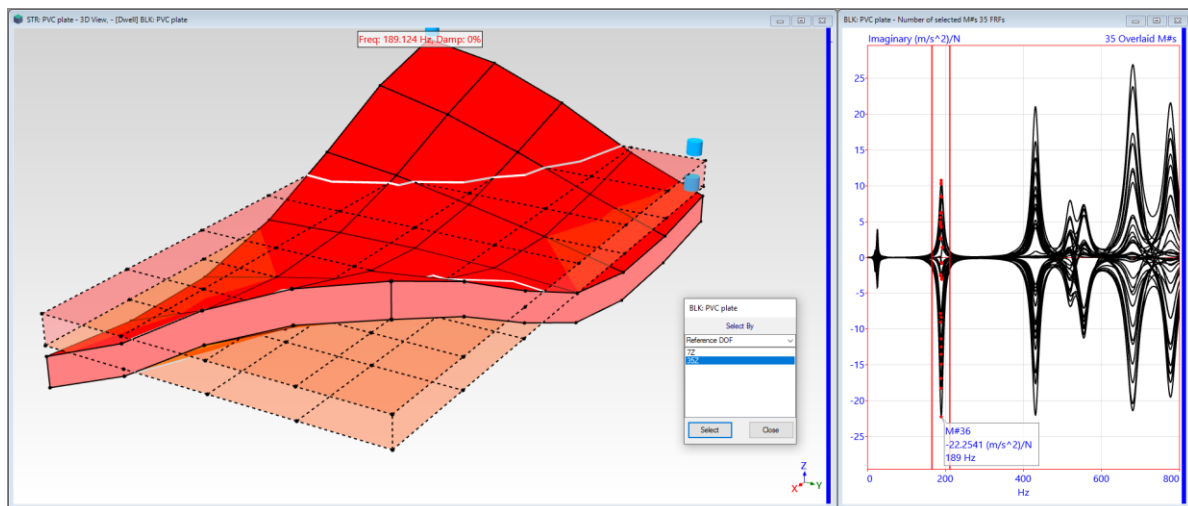 STR: PVC plate - 3D View, - [Dwell] BLK: PVC plate
Freq: 189.124 Hz, Damp: 0%
BLK: PVC plate
Select By
Reference DOF
7Z
35Z
Select Close
Z
X Y
BLK: PVC plate - Number of selected M#s 35 FRFs
Imaginary (m/s^2)/N 35 Overlaid M#s
25
20
15
10
5
0
-5
-10
-15
-20
-25
M#36
-22.2541 (m/s^2)/N
189 Hz
0 200 400 600 800
Hz